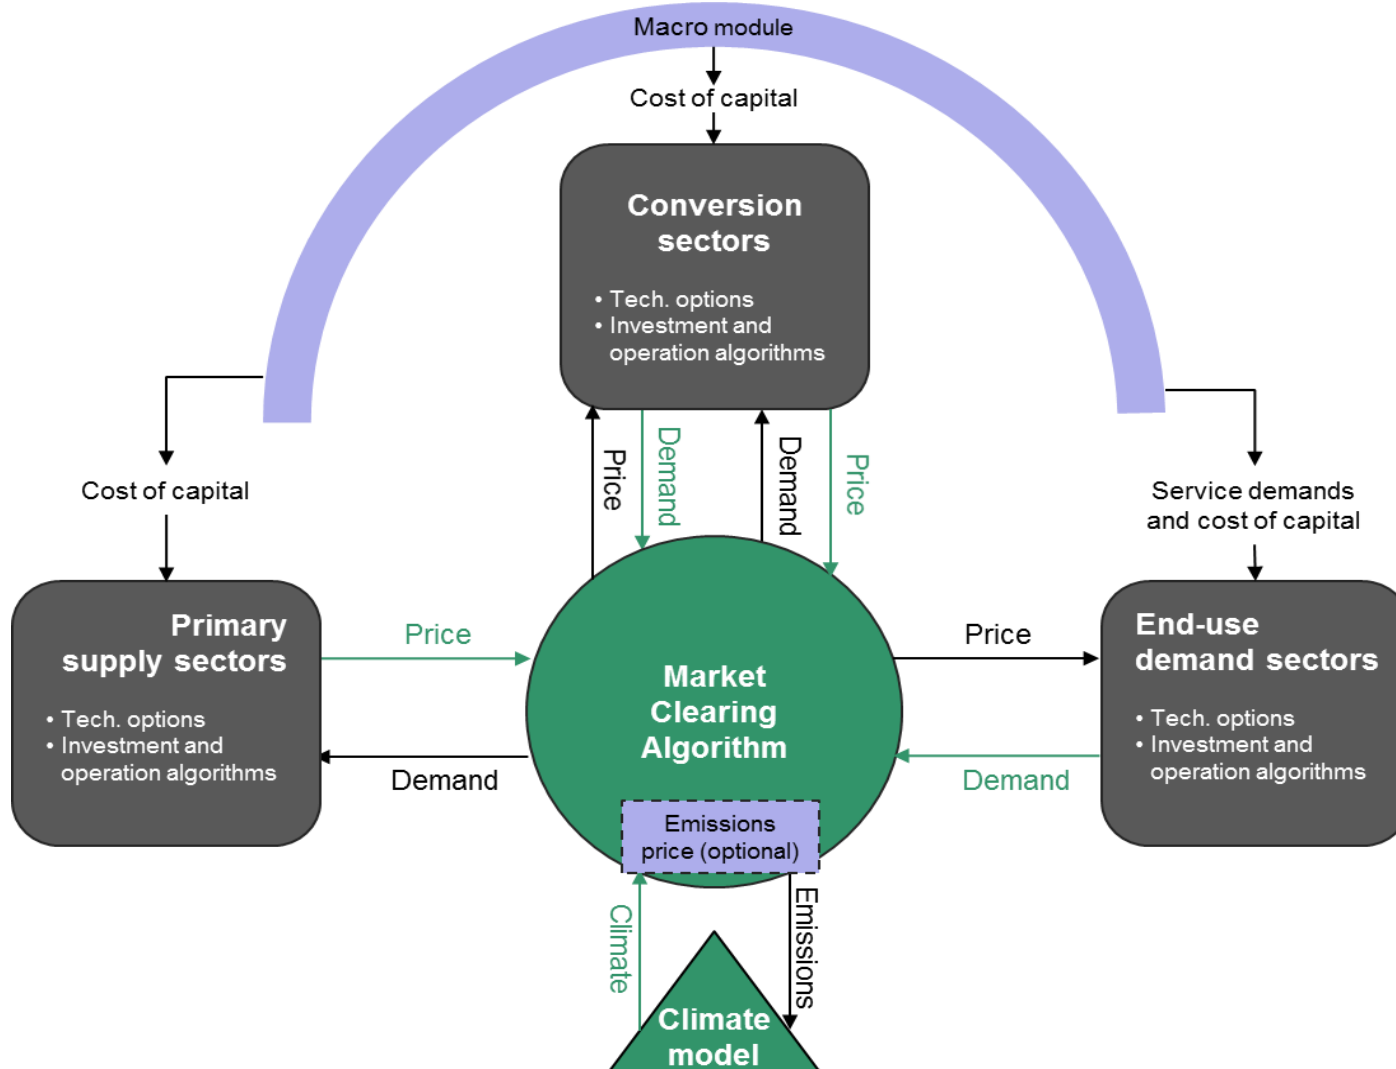 Macro module
Cost of capital
Conversion
sectors
• Tech. options
• Investment and
operation algorithms
Price
Demand
Demand
Price
Cost of capital
Service demands
and cost of capital
Primary
supply sectors
• Tech. options
• Investment and
operation algorithms
Price
Demand
Market
Clearing
Algorithm
Price
Demand
End-use
demand sectors
• Tech. options
• Investment and
operation algorithms
Emissions
price (optional)
Climate
Emissions
Climate
model